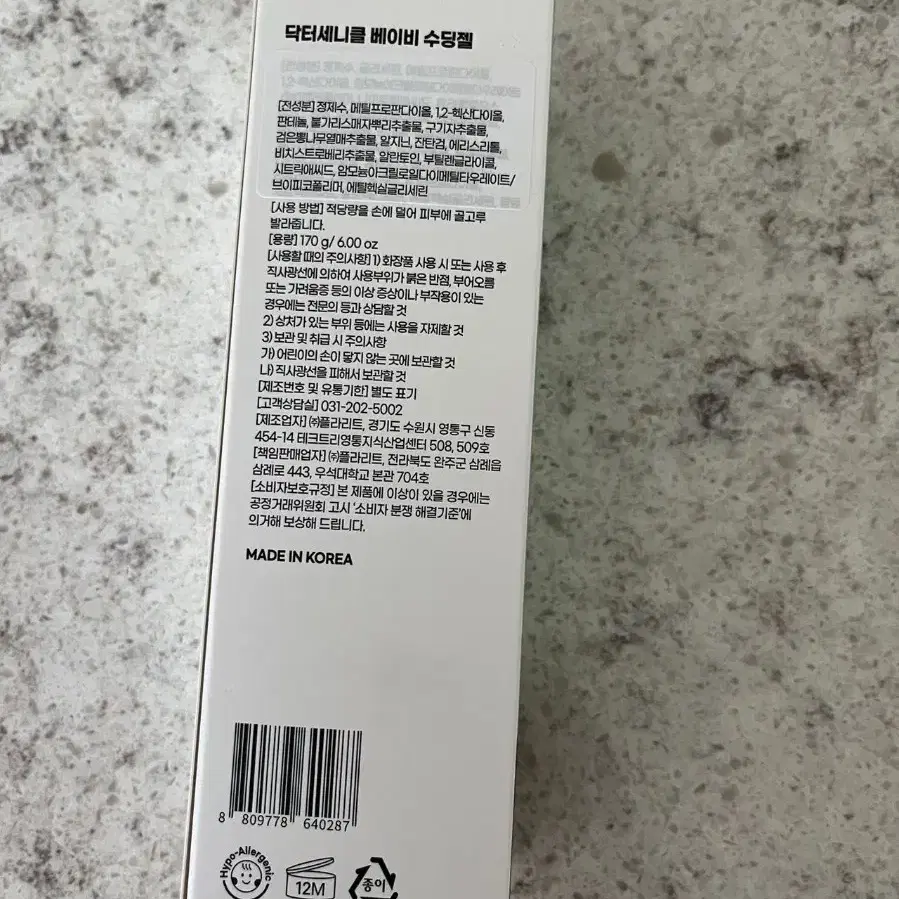 닥터세니클 베이비 수딩젤
[전성분] 정제수, 메틸프로판다이올, 1,2-헥산다이올,
판테놀, 불가리스매자뿌리추출물, 구기자추출물,
검은뽕나무열매추출물, 알지닌, 잔탄검, 에리스리톨,
비치스트로베리추출물, 알란토인, 부틸렌글라이콜,
시트릭애씨드, 암모늄아크릴로일다이메틸타우레이트/
브이피코폴리머, 에틸헥실글리세린
[사용 방법] 적당량을 손에 덜어 피부에 골고루
발라줍니다.
[용량] 170 g/ 6.00 oz
[사용할 때의 주의사항] 1) 화장품 사용 시 또는 사용 후
직사광선에 의하여 사용부위가 붉은 반점, 부어오름
또는 가려움증 등의 이상 증상이나 부작용이 있는
경우에는 전문의 등과 상담할 것
2) 상처가 있는 부위 등에는 사용을 자제할 것
3) 보관 및 취급 시 주의사항
가) 어린이의 손이 닿지 않는 곳에 보관할 것
나) 직사광선을 피해서 보관할 것
[제조번호 및 유통기한] 별도 표기
[고객상담실] 031-202-5002
[제조업자] ㈜플라리트, 경기도 수원시 영통구 신동
454-14 테크트리영통지식산업센터 508, 509호
[책임판매업자] ㈜플라리트, 전라북도 완주군 삼례읍
삼례로 443, 우석대학교 본관 704호
[소비자보호규정] 본 제품에 이상이 있을 경우에는
공정거래위원회 고시 '소비자 분쟁 해결기준'에
의거해 보상해 드립니다.
MADE IN KOREA
8 809778 640287
Hypo-Allergenic
12M
종이